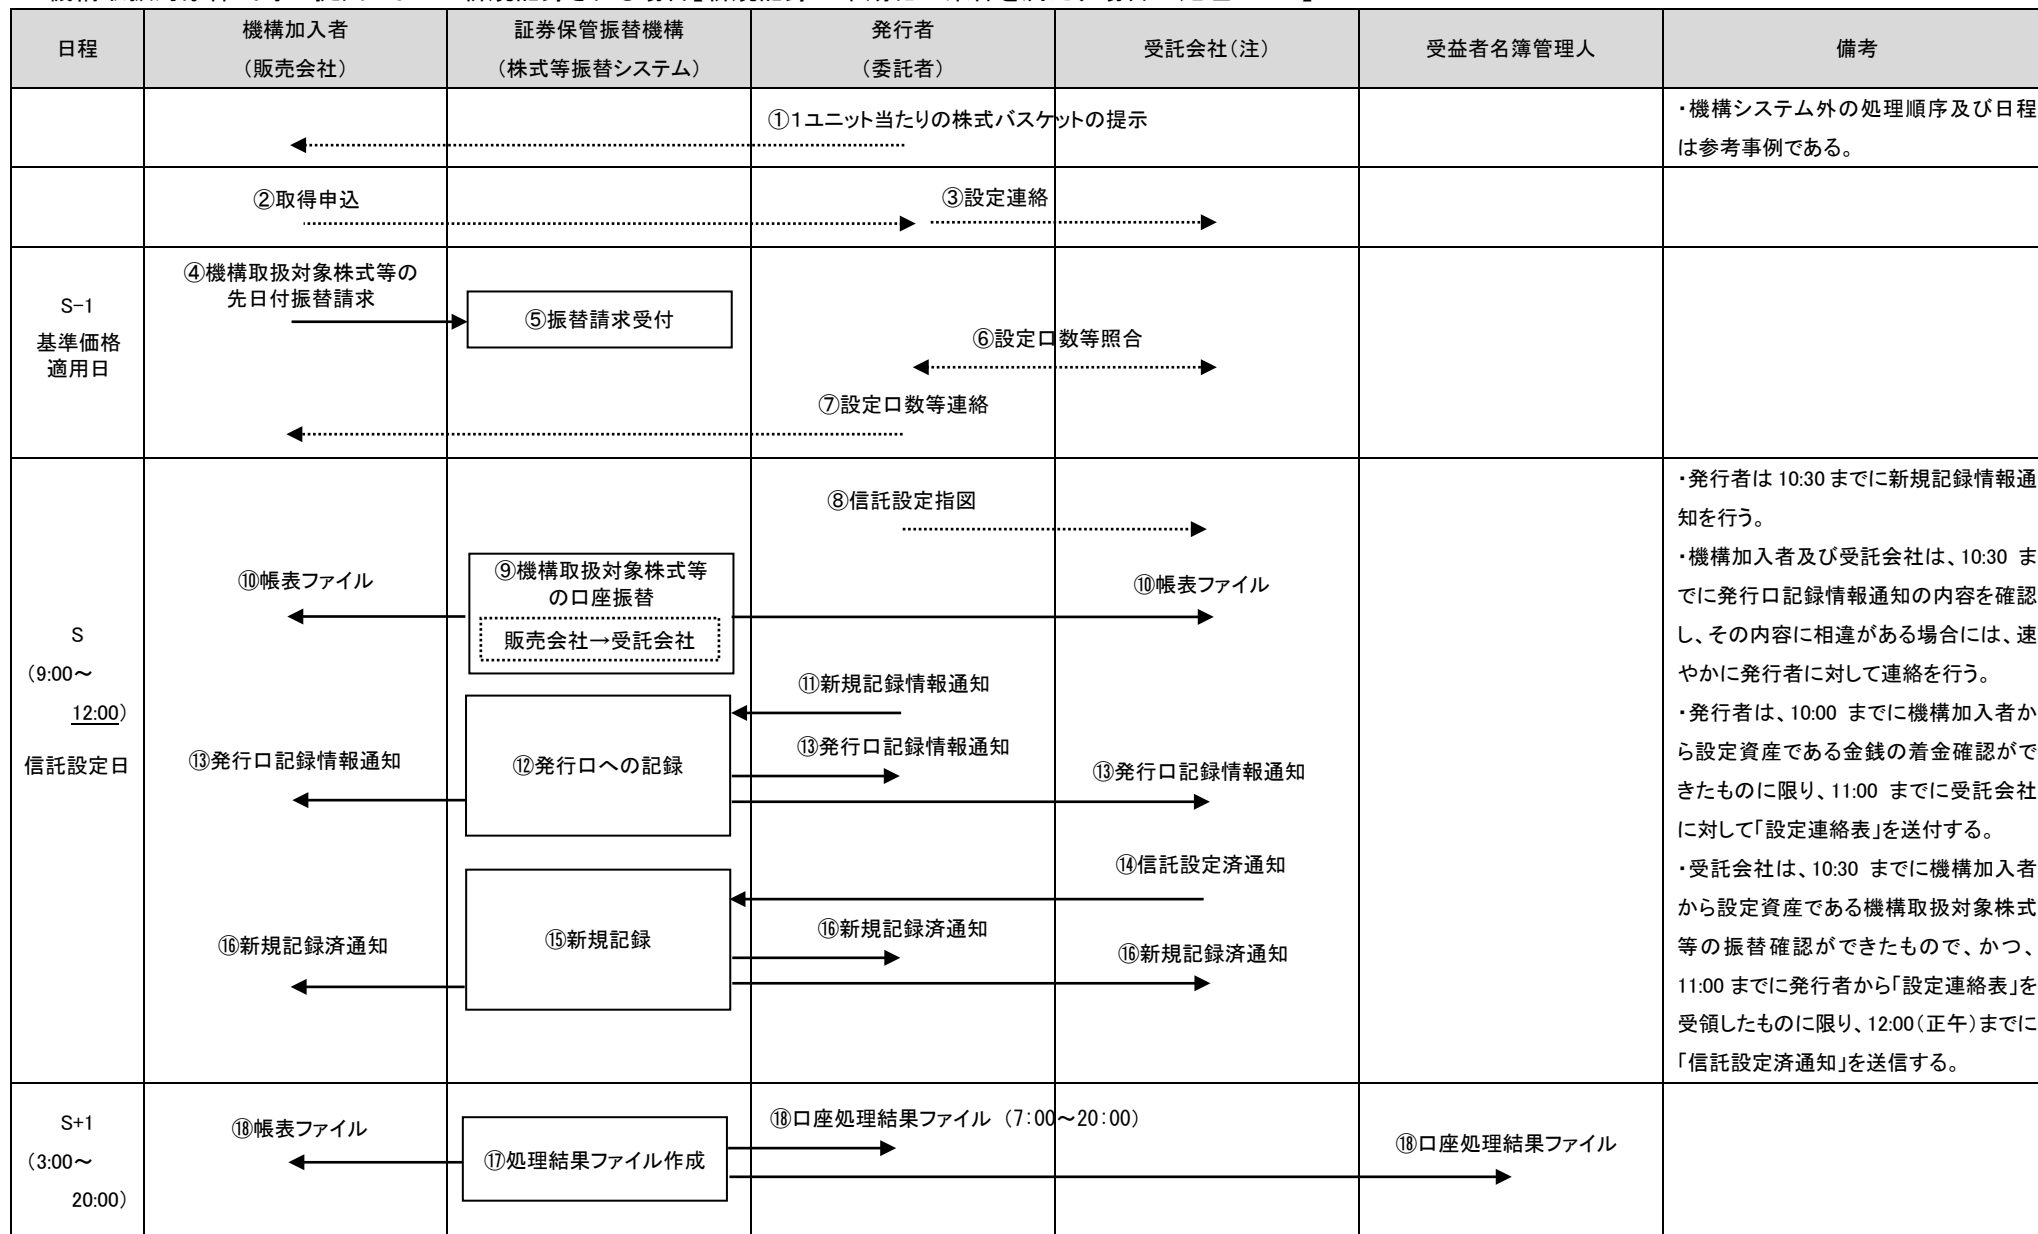 日程
機構加入者
（販売会社）
証券保管振替機構
（株式等振替システム）
発行者
（委託者）
受託会社（注）
受益者名簿管理人
備考
①１ユニット当たりの株式バスケットの提示
・機構システム外の処理順序及び日程
は参考事例である。
②取得申込
③設定連絡
S-1
基準価格
適用日
④機構取扱対象株式等の
先日付振替請求
⑤振替請求受付
⑥設定口数等照合
⑦設定口数等連絡
S
（9:00～
12:00）
信託設定日
⑧信託設定指図
⑨機構取扱対象株式等
の口座振替
販売会社→受託会社
⑩帳表ファイル
⑩帳表ファイル
⑪新規記録情報通知
⑫発行口への記録
⑬発行口記録情報通知
⑬発行口記録情報通知
⑬発行口記録情報通知
⑭信託設定済通知
⑮新規記録
⑯新規記録済通知
⑯新規記録済通知
⑯新規記録済通知
・発行者は 10:30 までに新規記録情報通
知を行う。
・機構加入者及び受託会社は、10:30 ま
でに発行口記録情報通知の内容を確認
し、その内容に相違がある場合には、速
やかに発行者に対して連絡を行う。
・発行者は、10:00 までに機構加入者か
ら設定資産である金銭の着金確認がで
きたものに限り、11:00 までに受託会社
に対して「設定連絡表」を送付する。
・受託会社は、10:30 までに機構加入者
から設定資産である機構取扱対象株式
等の振替確認ができたもので、かつ、
11:00 までに発行者から「設定連絡表」を
受領したものに限り、12:00（正午）までに
「信託設定済通知」を送信する。
S+1
（3:00～
20:00）
⑱帳表ファイル
⑰処理結果ファイル作成
⑱口座処理結果ファイル （7:00～20:00）
⑱口座処理結果ファイル